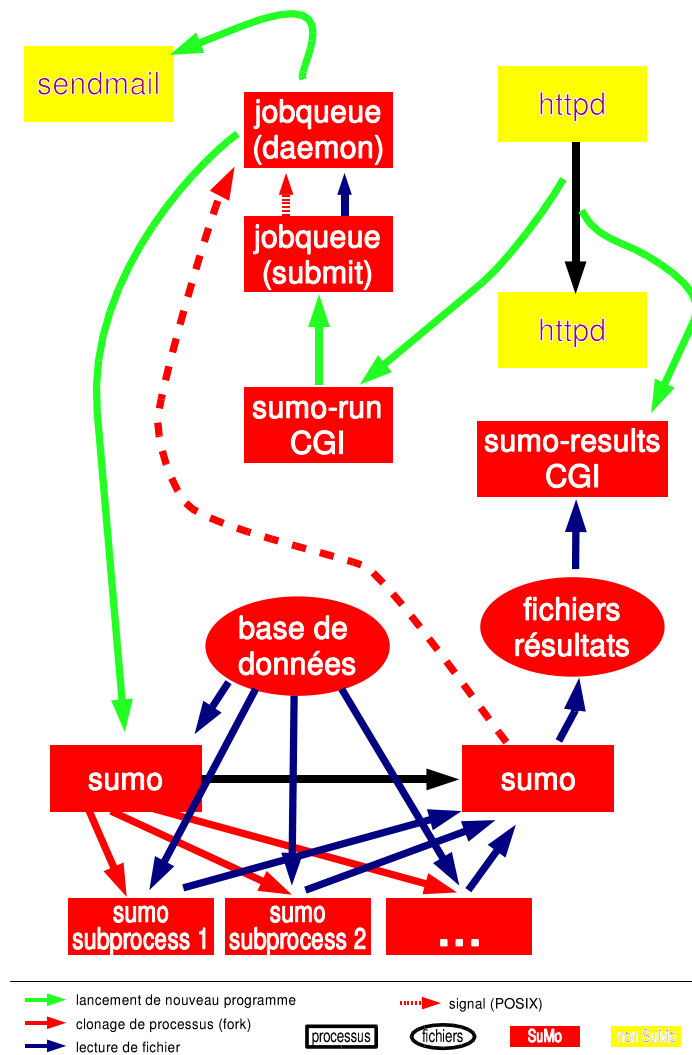 sendmail
jobqueue
(daemon)
httpd
jobqueue
(submit)
httpd
sumo-run
CGI
sumo-results
CGI
fichiers
résultats
base de
données
sumo
sumo
sumo
subprocess 1
sumo
subprocess 2
...
lancement de nouveau programme
signal (POSIX)
clonage de processus (fork)
processus
fichiers
SuMo
non SuMo
lecture de fichier